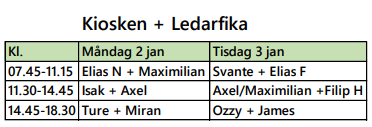 Kiosken + Ledarfika
Kl. Måndag 2 jan Tisdag 3 jan
07.45-11.15 Elias N + Maximilian Svante + Elias F
11.30-14.45 Isak + Axel Axel/Maximilian +Filip H
14.45-18.30 Ture + Miran Ozzy + James